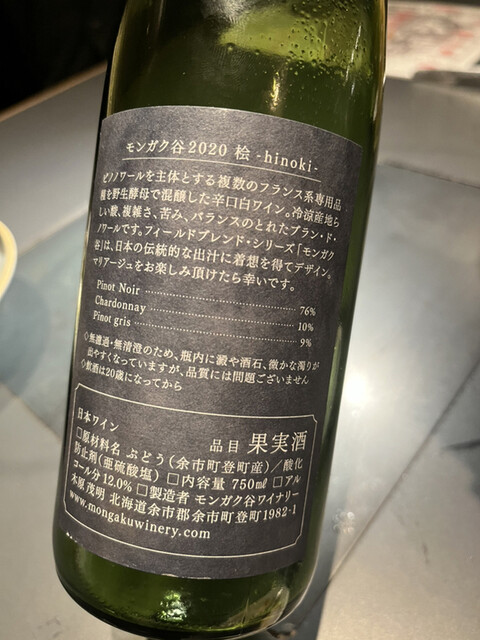 モンガク谷2020 桧 -hinoki-
ピノノワールを主体とする複数のフランス系専用品
種を野生酵母で混醸した辛口白ワイン。冷涼産地ら
しい酸、複雑さ、苦み、バランスのとれたブラン・ド・
ノワールです。フィールドブレンド・シリーズ「モンガク
谷」は、日本の伝統的な出汁に着想を得てデザイン。
マリアージュをお楽しみ頂けたら幸いです。
Pinot Noir 76%
Chardonnay 10%
Pinot gris 9%
◇無濾過・無清澄のため、瓶内に澱や酒石、微かな濁りが
出やすくなっていますが、品質には問題ございません
◇飲酒は20歳になってから
日本ワイン 品目 果実酒
□原材料名 ぶどう(余市町登町産)/酸化
防止剤(亜硫酸塩) □内容量 750mℓ □アル
コール分 12.0% □製造者 モンガク谷ワイナリー
木原茂明 北海道余市郡余市町登町1982-1
www.mongakuwinery.com